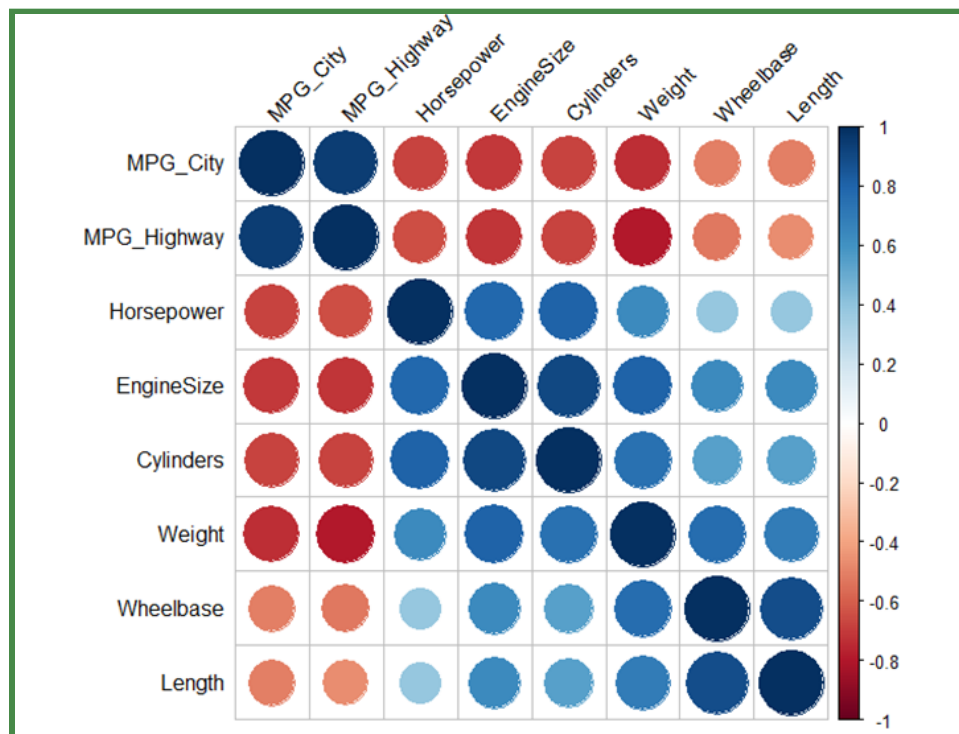 MPG_City
MPG_Highway
Horsepower
EngineSize
Cylinders
Weight
Wheelbase
Length
MPG_City
MPG_Highway
Horsepower
EngineSize
Cylinders
Weight
Wheelbase
Length
1
0.8
0.6
0.4
0.2
0
-0.2
-0.4
-0.6
-0.8
-1